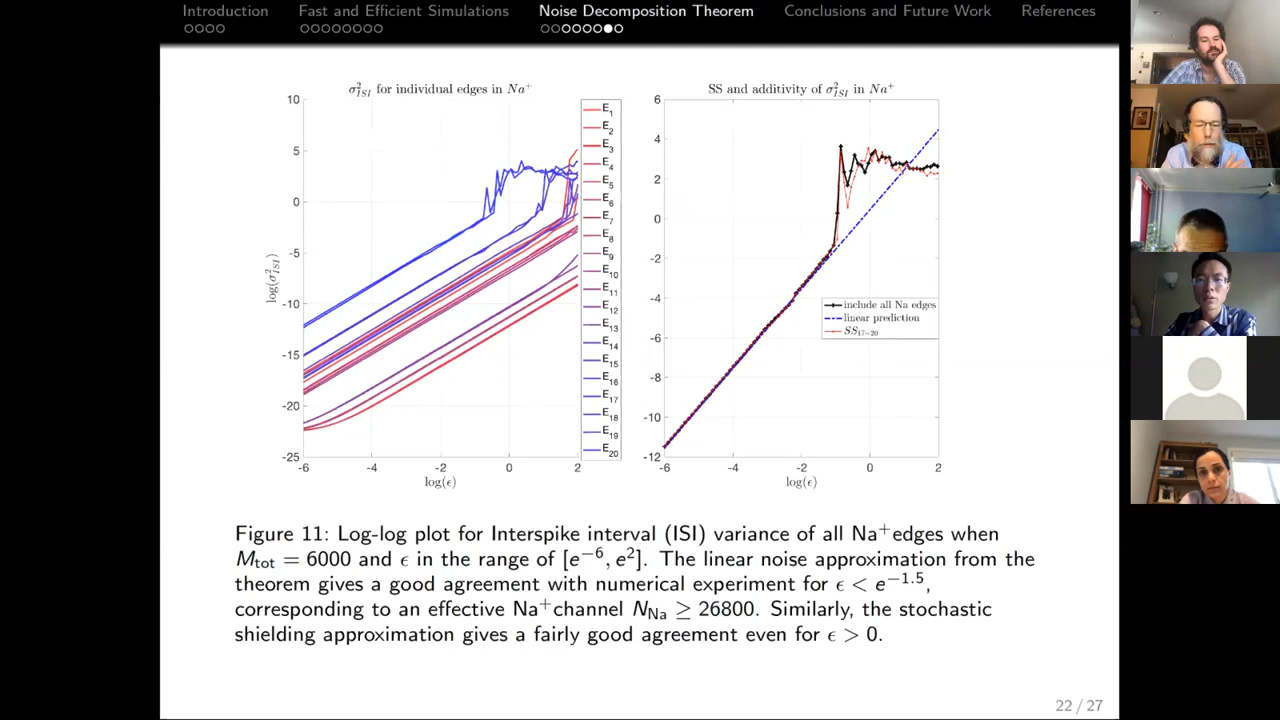 Introduction Fast and Efficient Simulations Noise Decomposition Theorem Conclusions and Future Work References
σ²ISI for individual edges in Na⁺
SS and additivity of σ²ISI in Na⁺
10
5
0
-5
-10
-15
-20
-25
log(σ²ISI)
-6 -4 -2 0 2
log(ϵ)
E1
E2
E3
E4
E5
E6
E7
E8
E9
E10
E11
E12
E13
E14
E15
E16
E17
E18
E19
E20
6
4
2
0
-2
-4
-6
-8
-10
-12
-6 -4 -2 0 2
log(ϵ)
include all Na edges
linear prediction
SS17−20
Figure 11: Log-log plot for Interspike interval (ISI) variance of all Na⁺edges when
Mtot = 6000 and ϵ in the range of [e⁻⁶, e²]. The linear noise approximation from the
theorem gives a good agreement with numerical experiment for ϵ < e⁻¹·⁵,
corresponding to an effective Na⁺channel NNa ≥ 26800. Similarly, the stochastic
shielding approximation gives a fairly good agreement even for ϵ > 0.
22 / 27